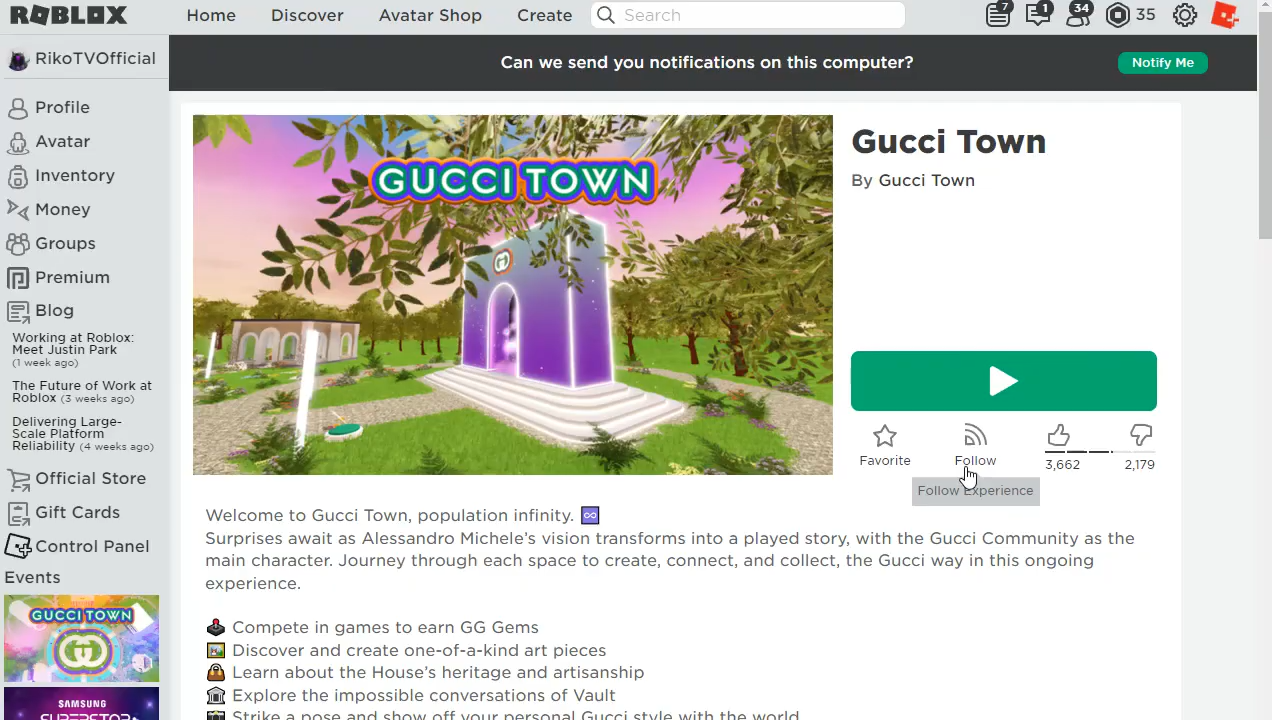 ROBLOX
Home
Discover
Avatar Shop
Create
Search
7
1
34
35
RikoTVOfficial
Can we send you notifications on this computer?
Notify Me
Profile
Avatar
Inventory
Money
Groups
Premium
Blog
Working at Roblox:
Meet Justin Park
(1 week ago)
The Future of Work at
Roblox (3 weeks ago)
Delivering Large-
Scale Platform
Reliability (4 weeks ago)
Official Store
Gift Cards
Control Panel
Events
GUCCI TOWN
SAMSUNG
SUPERSTAR
GUCCI TOWN
Gucci Town
By Gucci Town
Favorite
Follow
3,662
2,179
Follow Experience
Welcome to Gucci Town, population infinity. ♾️
Surprises await as Alessandro Michele's vision transforms into a played story, with the Gucci Community as the
main character. Journey through each space to create, connect, and collect, the Gucci way in this ongoing
experience.
🕹️ Compete in games to earn GG Gems
🖼️ Discover and create one-of-a-kind art pieces
👜 Learn about the House's heritage and artisanship
🏛️ Explore the impossible conversations of Vault
📸 Strike a pose and show off your personal Gucci style with the world